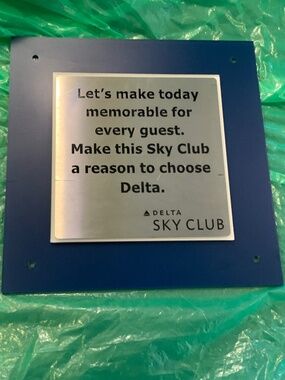 Let's make today
memorable for
every guest.
Make this Sky Club
a reason to choose
Delta.
DELTA
SKY CLUB